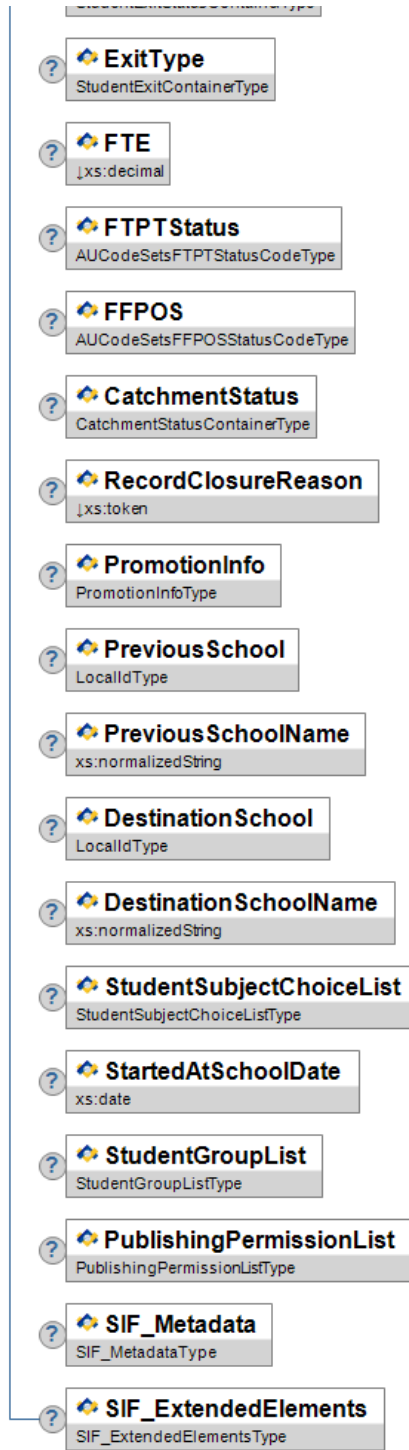 StudentExitStatusContainerType
?
ExitType
StudentExitContainerType
?
FTE
↓xs:decimal
?
FTPTStatus
AUCodeSetsFTPTStatusCodeType
?
FFPOS
AUCodeSetsFFPOSStatusCodeType
?
CatchmentStatus
CatchmentStatusContainerType
?
RecordClosureReason
↓xs:token
?
PromotionInfo
PromotionInfoType
?
PreviousSchool
LocalIdType
?
PreviousSchoolName
xs:normalizedString
?
DestinationSchool
LocalIdType
?
DestinationSchoolName
xs:normalizedString
?
StudentSubjectChoiceList
StudentSubjectChoiceListType
?
StartedAtSchoolDate
xs:date
?
StudentGroupList
StudentGroupListType
?
PublishingPermissionList
PublishingPermissionListType
?
SIF_Metadata
SIF_MetadataType
?
SIF_ExtendedElements
SIF_ExtendedElementsType